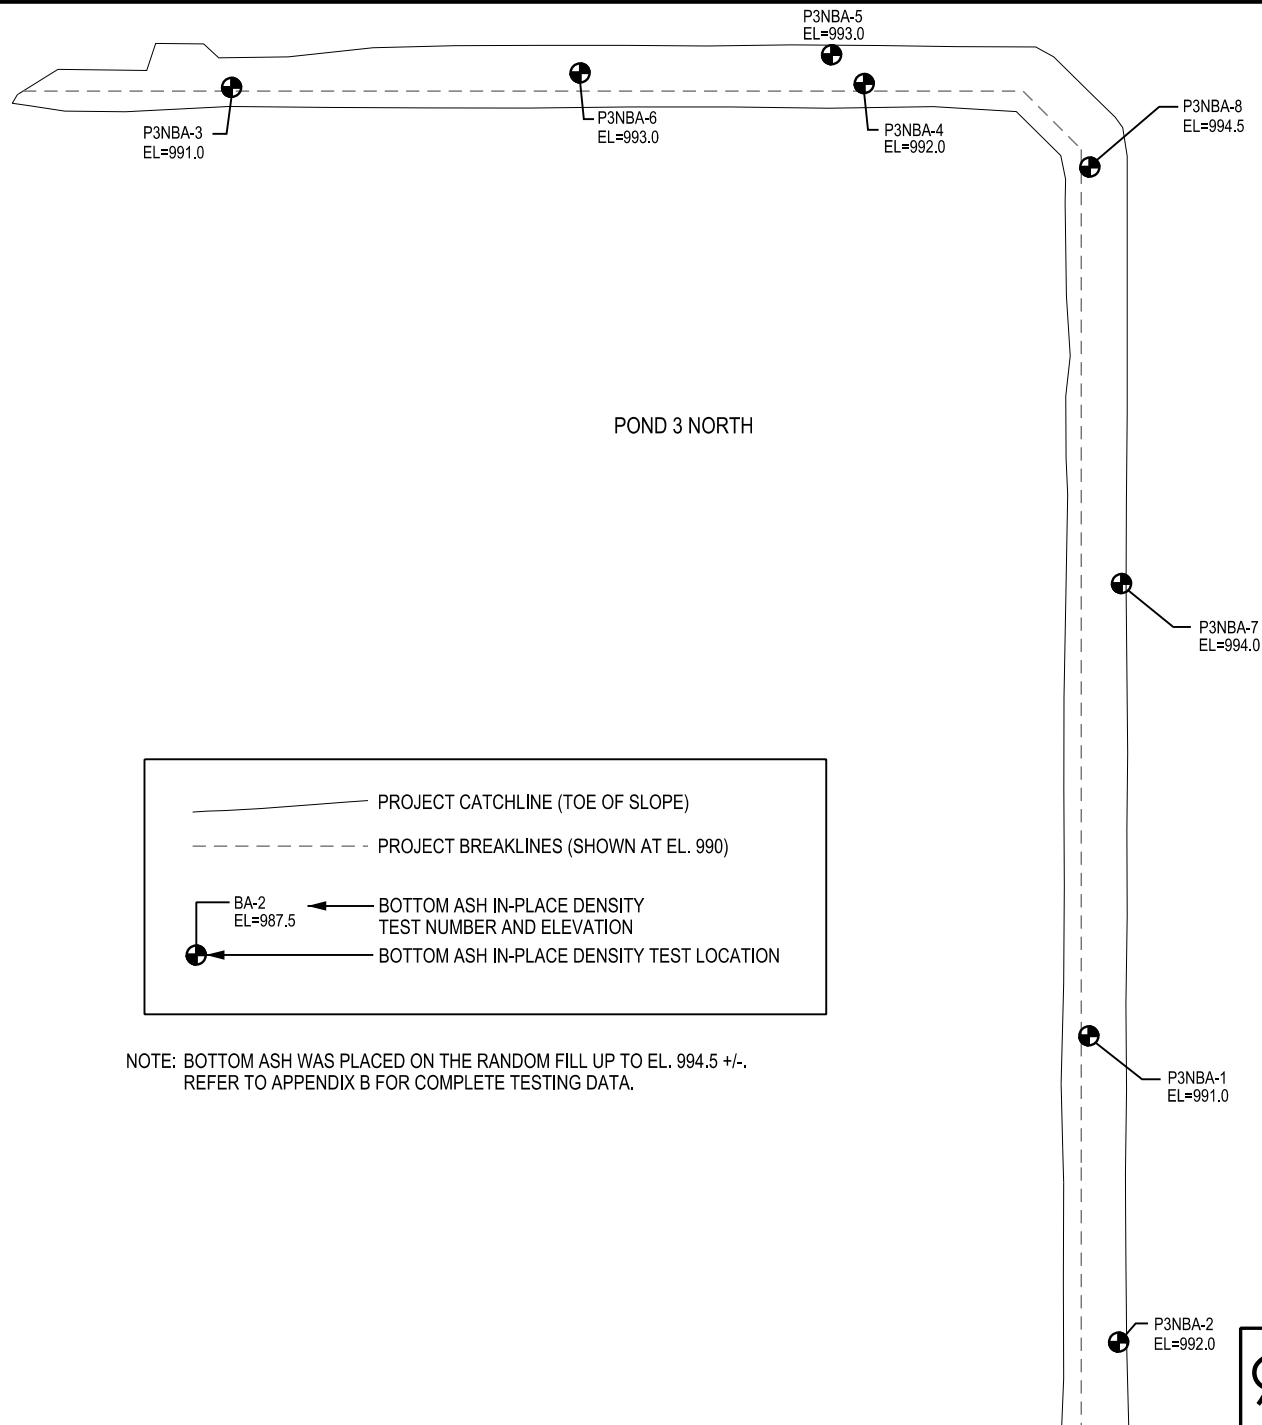 P3NBA-5
EL=993.0
P3NBA-8
EL=994.5
P3NBA-3
EL=991.0
P3NBA-6
EL=993.0
P3NBA-4
EL=992.0
POND 3 NORTH
P3NBA-7
EL=994.0
PROJECT CATCHLINE (TOE OF SLOPE)
PROJECT BREAKLINES (SHOWN AT EL. 990)
BA-2
EL=987.5
BOTTOM ASH IN-PLACE DENSITY
TEST NUMBER AND ELEVATION
BOTTOM ASH IN-PLACE DENSITY TEST LOCATION
NOTE: BOTTOM ASH WAS PLACED ON THE RANDOM FILL UP TO EL. 994.5 +/-.
REFER TO APPENDIX B FOR COMPLETE TESTING DATA.
P3NBA-1
EL=991.0
P3NBA-2
EL=992.0